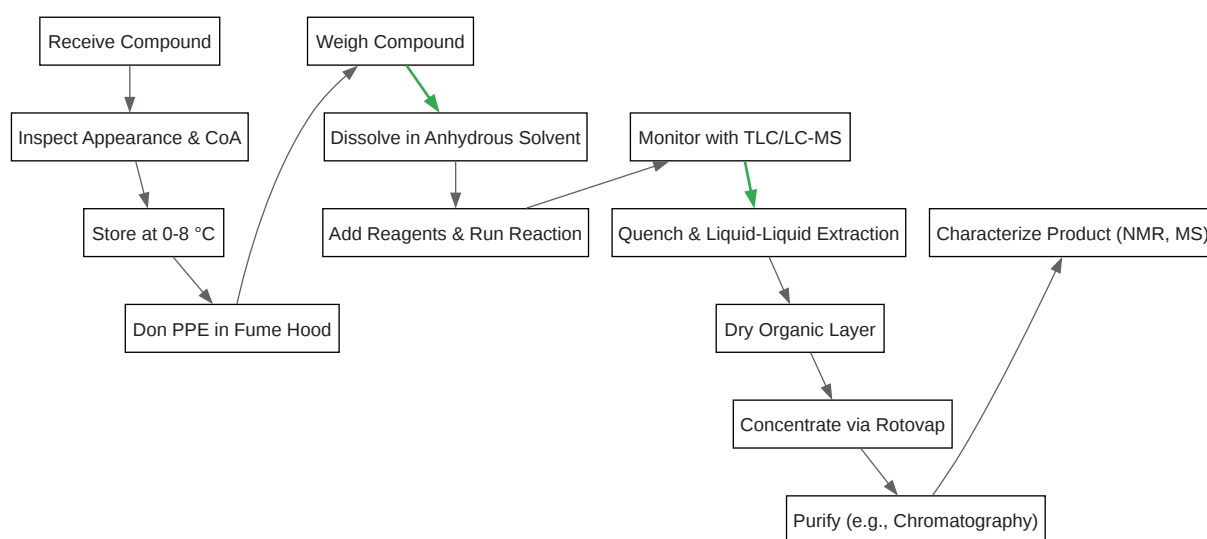 Receive Compound
Inspect Appearance & CoA
Store at 0-8 °C
Don PPE in Fume Hood
Weigh Compound
Dissolve in Anhydrous Solvent
Add Reagents & Run Reaction
Monitor with TLC/LC-MS
Quench & Liquid-Liquid Extraction
Dry Organic Layer
Concentrate via Rotovap
Purify (e.g., Chromatography)
Characterize Product (NMR, MS)